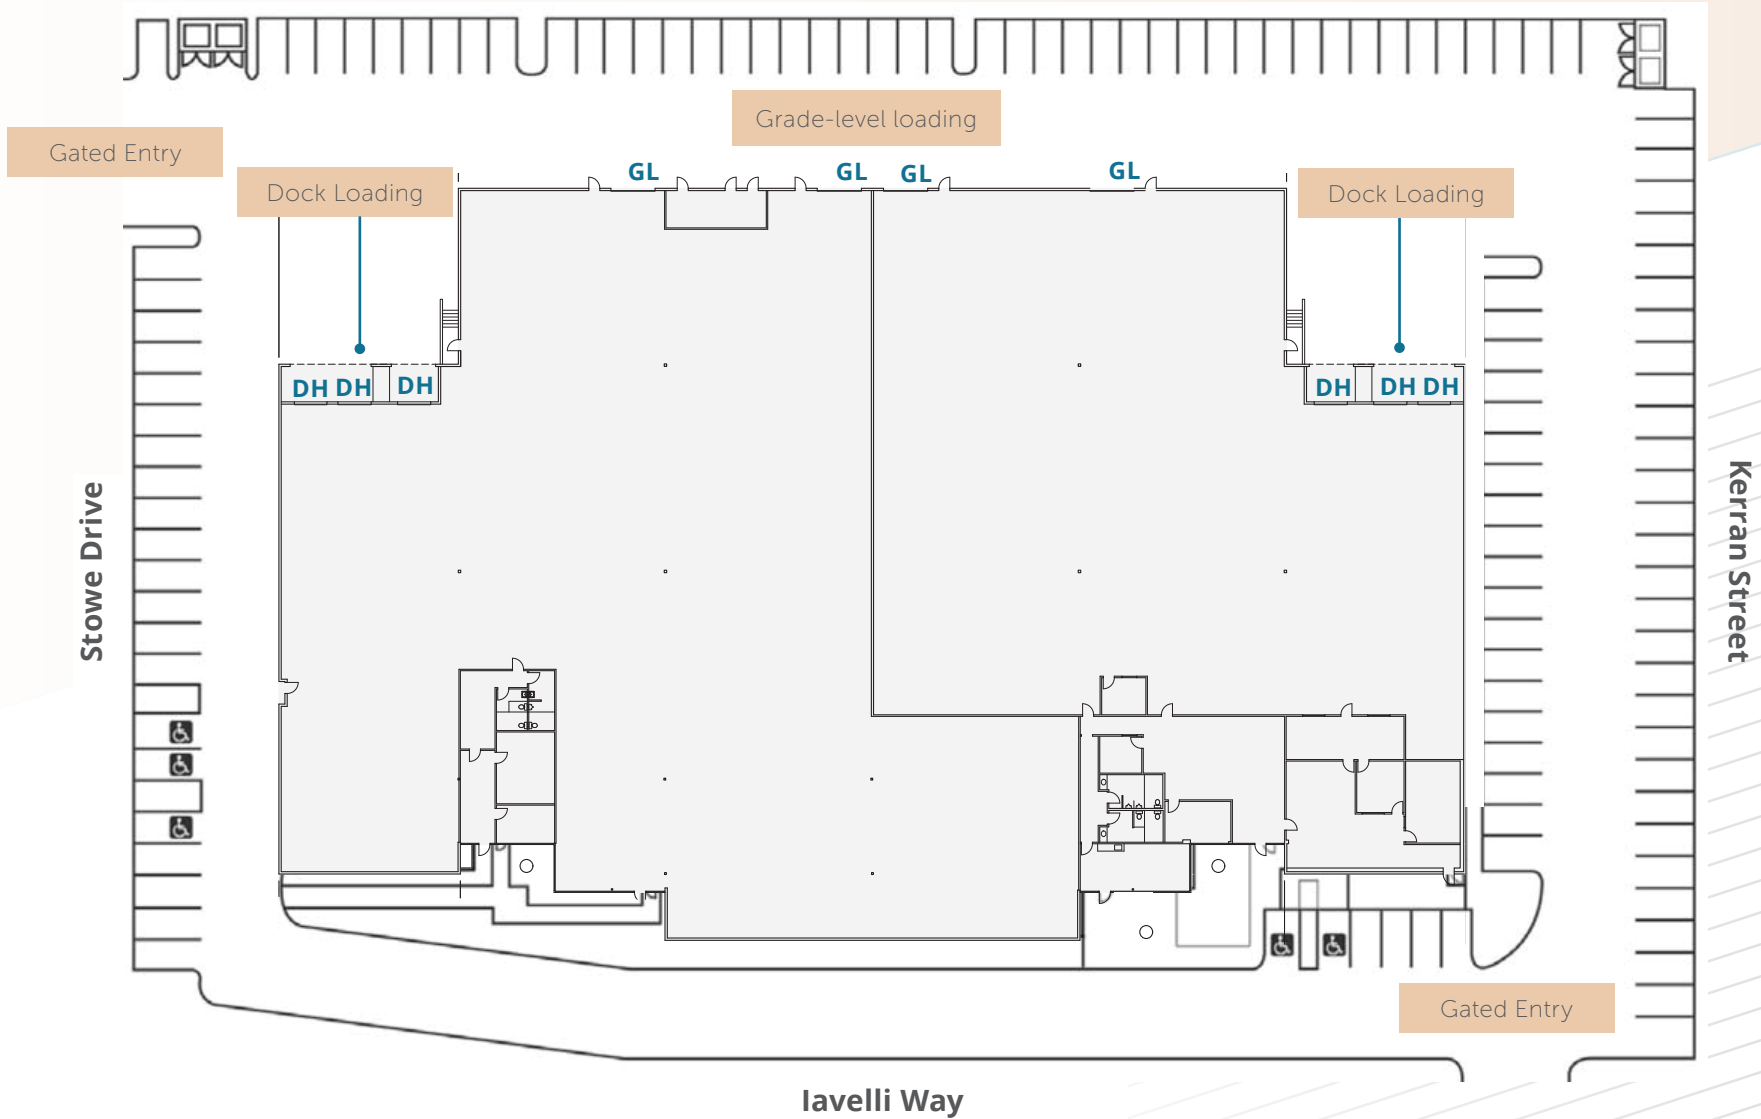 Grade-level loading
Gated Entry
GL
GL
GL
GL
Dock Loading
Dock Loading
DH DH DH
DH DH DH
Stowe Drive
Kerran Street
Gated Entry
Iavelli Way